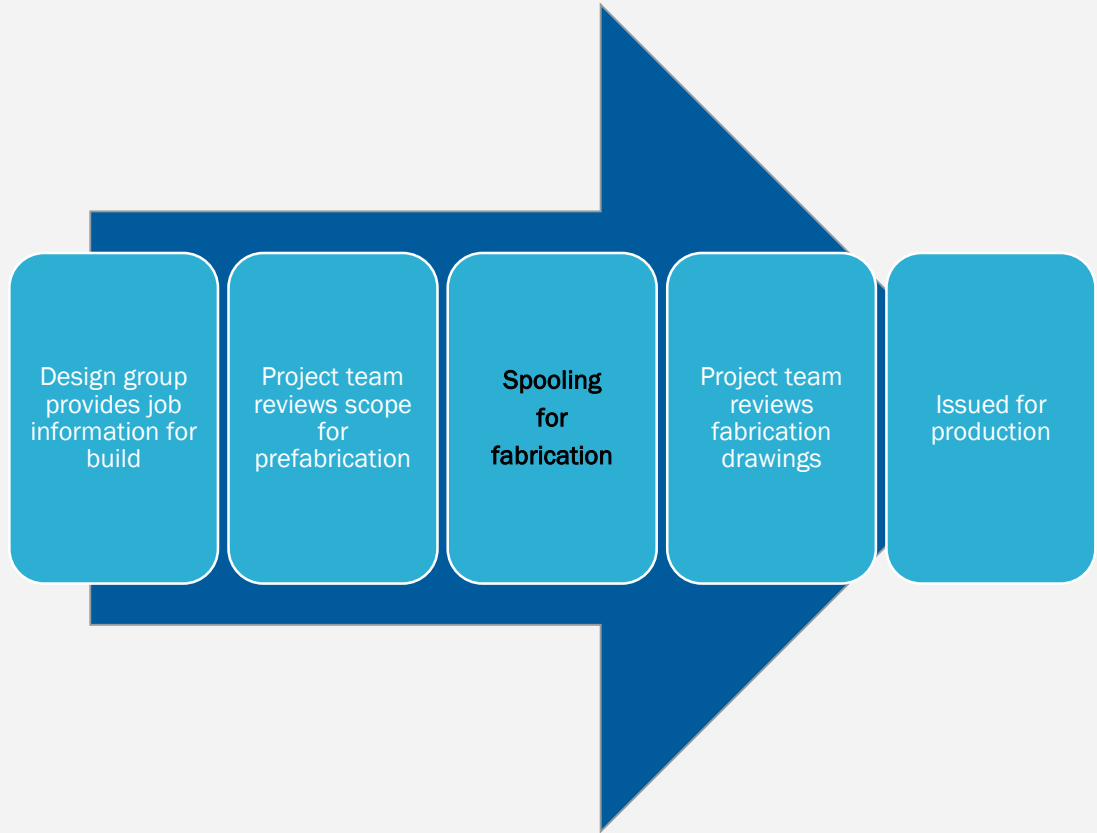 Design group
provides job
information for
build
Project team
reviews scope
for
prefabrication
Spooling
for
fabrication
Project team
reviews
fabrication
drawings
Issued for
production